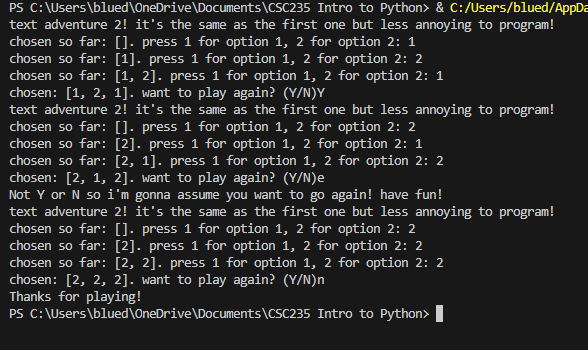 PS C:\Users\blued\OneDrive\Documents\CSC235 Intro to Python> & C:/Users/blued/AppDa
text adventure 2! it's the same as the first one but less annoying to program!
chosen so far: []. press 1 for option 1, 2 for option 2: 1
chosen so far: [1]. press 1 for option 1, 2 for option 2: 2
chosen so far: [1, 2]. press 1 for option 1, 2 for option 2: 1
chosen: [1, 2, 1]. want to play again? (Y/N)Y
text adventure 2! it's the same as the first one but less annoying to program!
chosen so far: []. press 1 for option 1, 2 for option 2: 2
chosen so far: [2]. press 1 for option 1, 2 for option 2: 1
chosen so far: [2, 1]. press 1 for option 1, 2 for option 2: 2
chosen: [2, 1, 2]. want to play again? (Y/N)e
Not Y or N so i'm gonna assume you want to go again! have fun!
text adventure 2! it's the same as the first one but less annoying to program!
chosen so far: []. press 1 for option 1, 2 for option 2: 2
chosen so far: [2]. press 1 for option 1, 2 for option 2: 2
chosen so far: [2, 2]. press 1 for option 1, 2 for option 2: 2
chosen: [2, 2, 2]. want to play again? (Y/N)n
Thanks for playing!
PS C:\Users\blued\OneDrive\Documents\CSC235 Intro to Python>